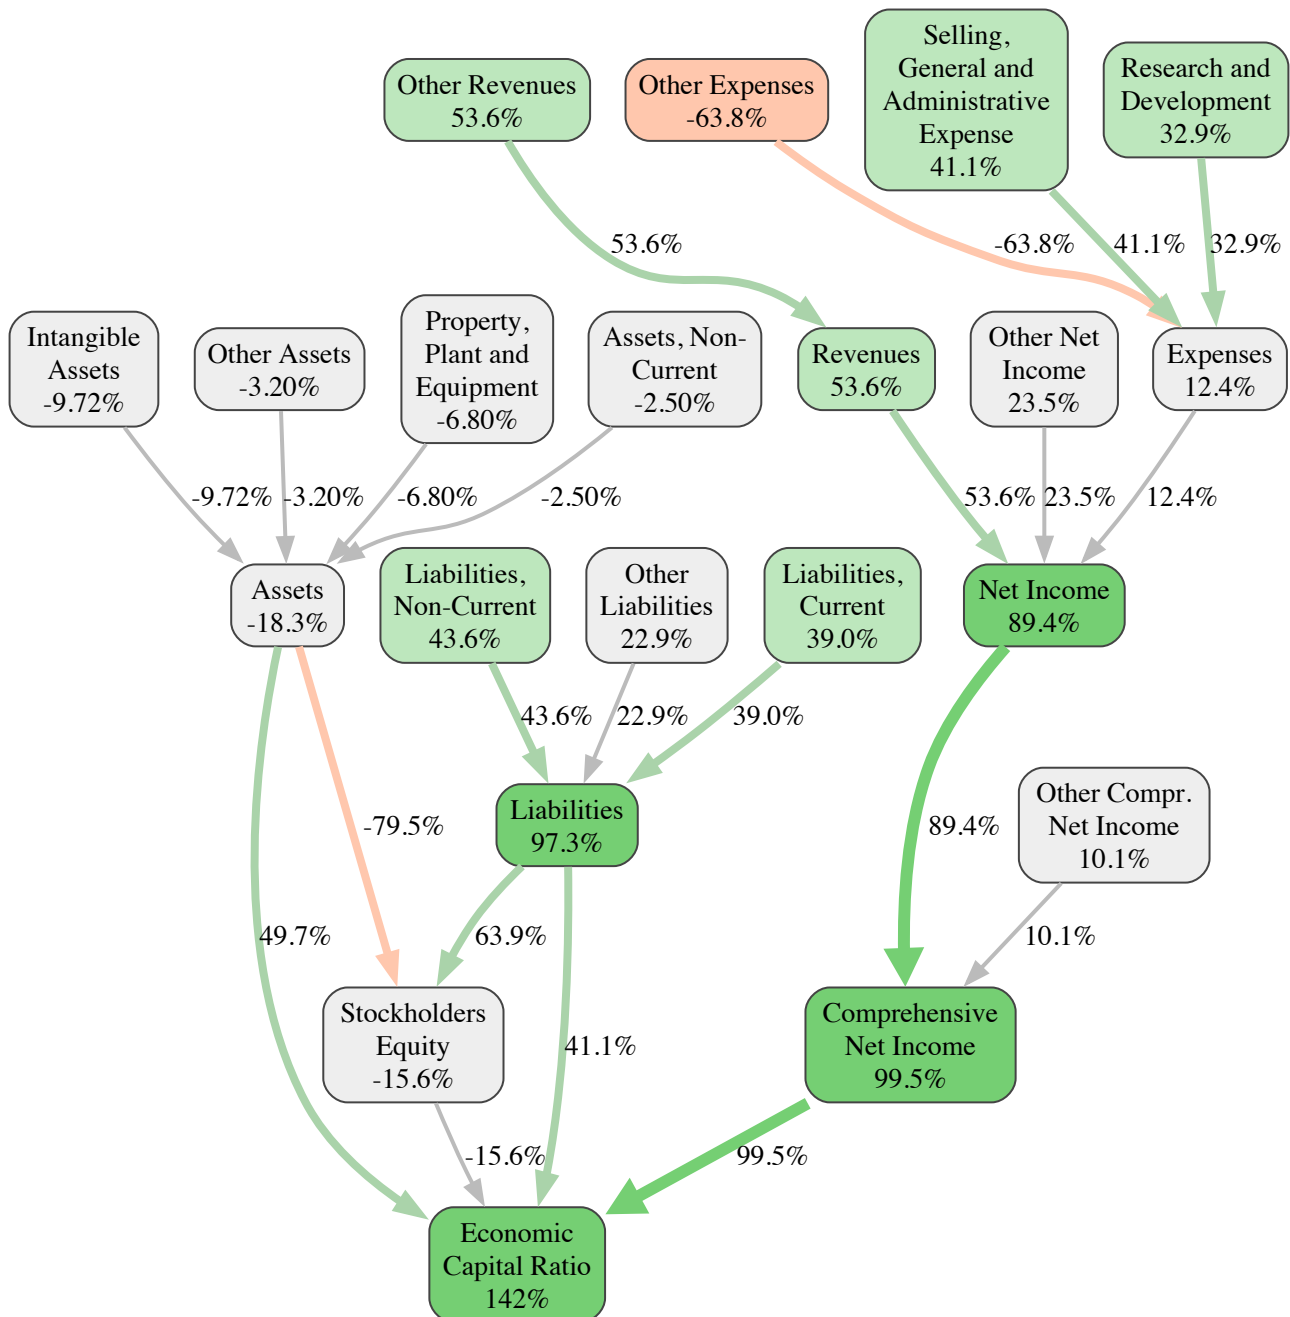 Selling,
General and
Administrative
Expense
41.1%
Other Revenues
53.6%
Other Expenses
-63.8%
Research and
Development
32.9%
53.6%
-63.8%
41.1%
32.9%
Intangible
Assets
-9.72%
Other Assets
-3.20%
Property,
Plant and
Equipment
-6.80%
Assets, Non-
Current
-2.50%
Revenues
53.6%
Other Net
Income
23.5%
Expenses
12.4%
-9.72%
-3.20%
-6.80%
-2.50%
53.6%
23.5%
12.4%
Assets
-18.3%
Liabilities,
Non-Current
43.6%
Other
Liabilities
22.9%
Liabilities,
Current
39.0%
Net Income
89.4%
43.6%
22.9%
39.0%
Liabilities
97.3%
-79.5%
89.4%
Other Compr.
Net Income
10.1%
49.7%
63.9%
10.1%
Stockholders
Equity
-15.6%
41.1%
Comprehensive
Net Income
99.5%
-15.6%
99.5%
Economic
Capital Ratio
142%